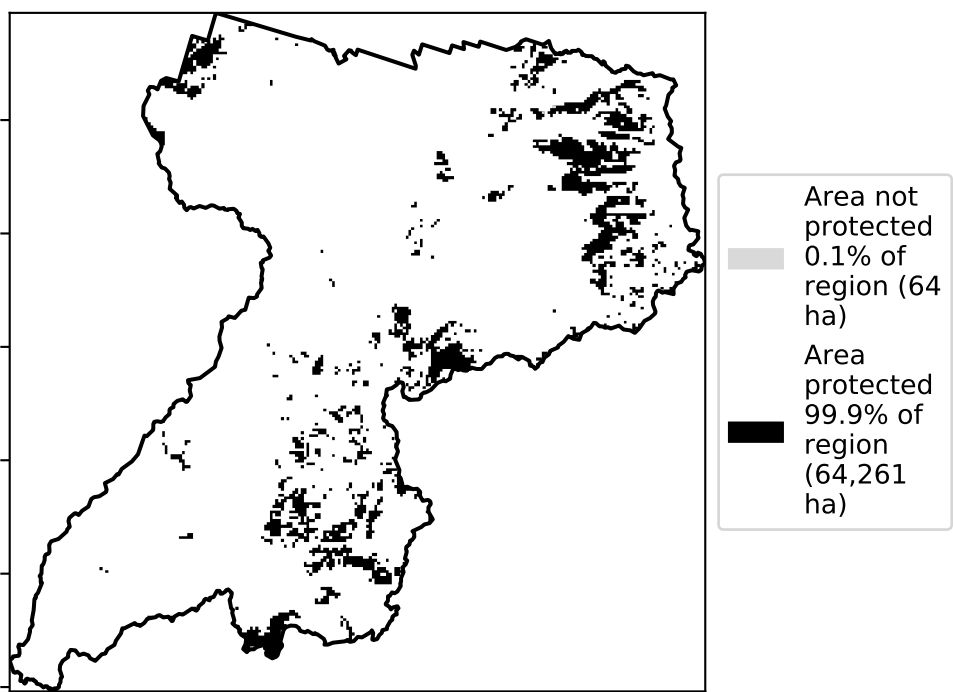 Area not
protected
0.1% of
region (64
ha)
Area
protected
99.9% of
region
(64,261
ha)